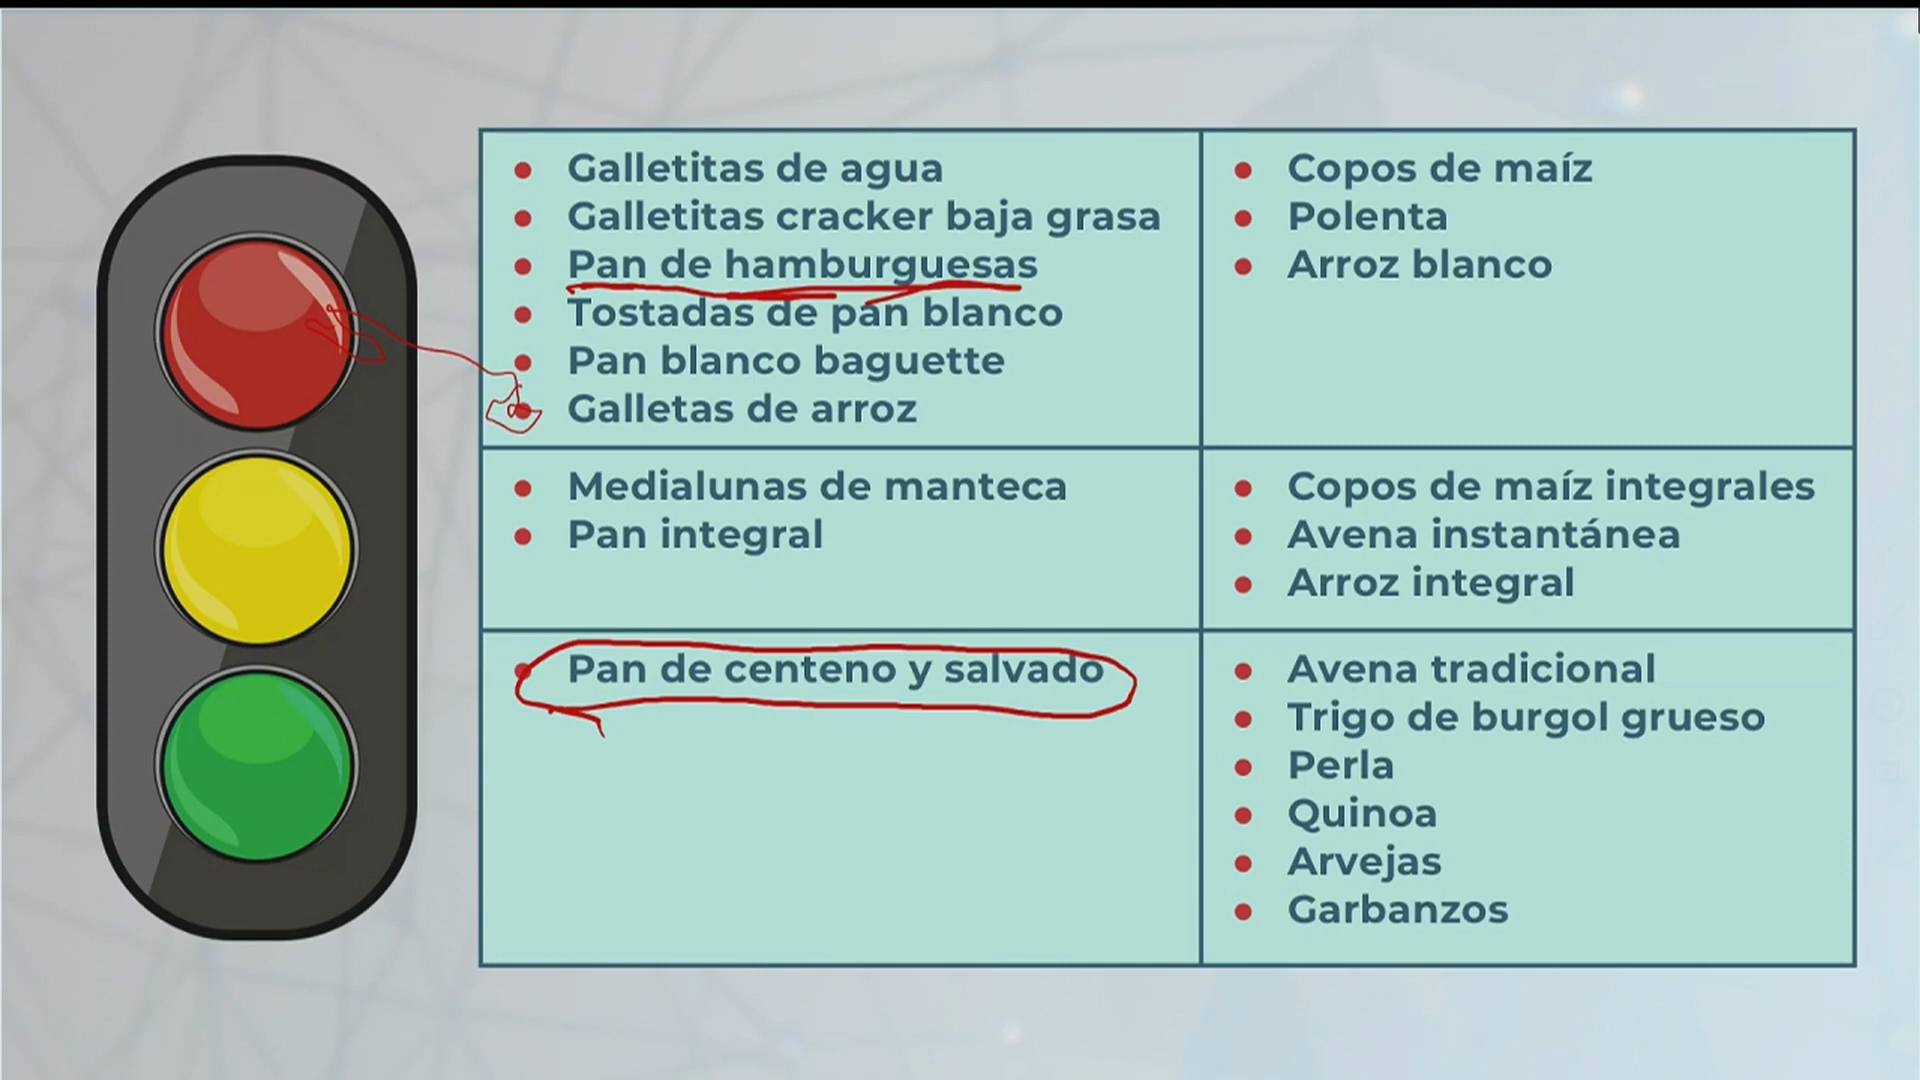 Galletitas de agua
Galletitas cracker baja grasa
Pan de hamburguesas
Tostadas de pan blanco
Pan blanco baguette
Galletas de arroz
Copos de maíz
Polenta
Arroz blanco
Medialunas de manteca
Pan integral
Copos de maíz integrales
Avena instantánea
Arroz integral
Pan de centeno y salvado
Avena tradicional
Trigo de burgol grueso
Perla
Quinoa
Arvejas
Garbanzos